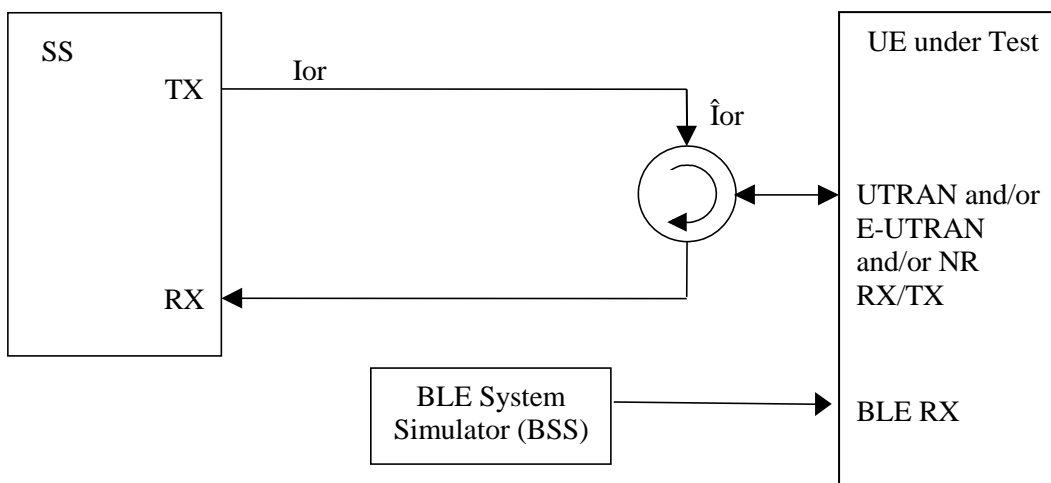 SS
UE under Test
TX
Ior
Îor
UTRAN and/or
E-UTRAN
and/or NR
RX/TX
RX
BLE System
Simulator (BSS)
BLE RX